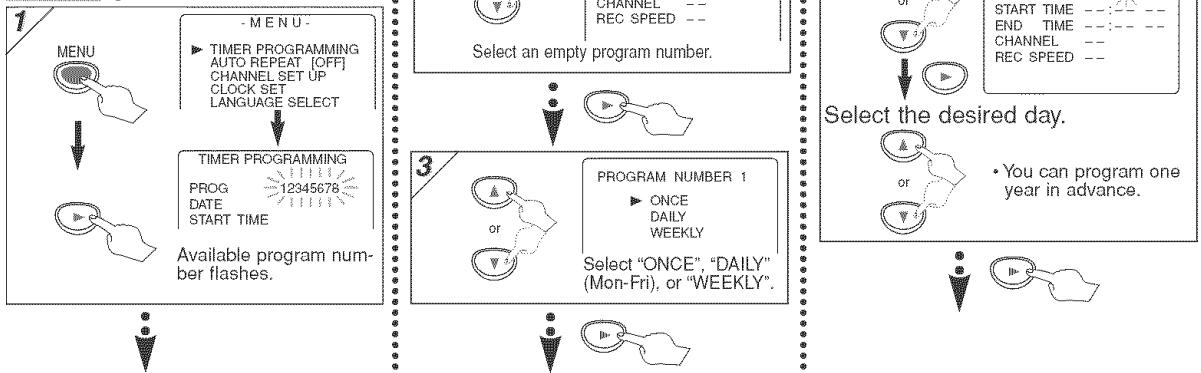 1
MENU
- M E N U -
► TIMER PROGRAMMING
AUTO REPEAT [OFF]
CHANNEL SET UP
CLOCK SET
LANGUAGE SELECT
TIMER PROGRAMMING
PROG 12345678
DATE
START TIME
Available program num-
ber flashes.
CHANNEL – –
REC SPEED – –
Select an empty program number.
3
or
PROGRAM NUMBER 1
► ONCE
DAILY
WEEKLY
Select “ONCE”, “DAILY”
(Mon-Fri), or “WEEKLY”.
or
START TIME – – : – – – –
END TIME – – : – – – –
CHANNEL – –
REC SPEED – –
Select the desired day.
or
• You can program one
year in advance.